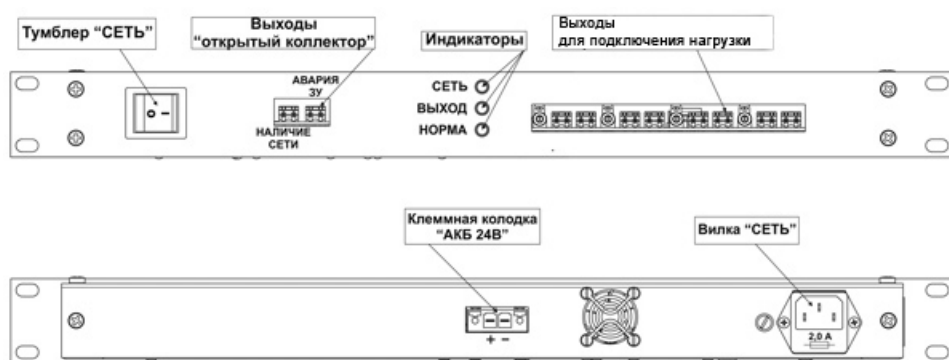 Тумблер “СЕТЬ”
Выходы
“открытый коллектор”
Индикаторы
Выходы
для подключения нагрузки
АВАРИЯ
ЗУ
НАЛИЧИЕ
СЕТИ
СЕТЬ
ВЫХОД
НОРМА
Клеммная колодка
“АКБ 24В”
Вилка “СЕТЬ”
+ −
2,0 А